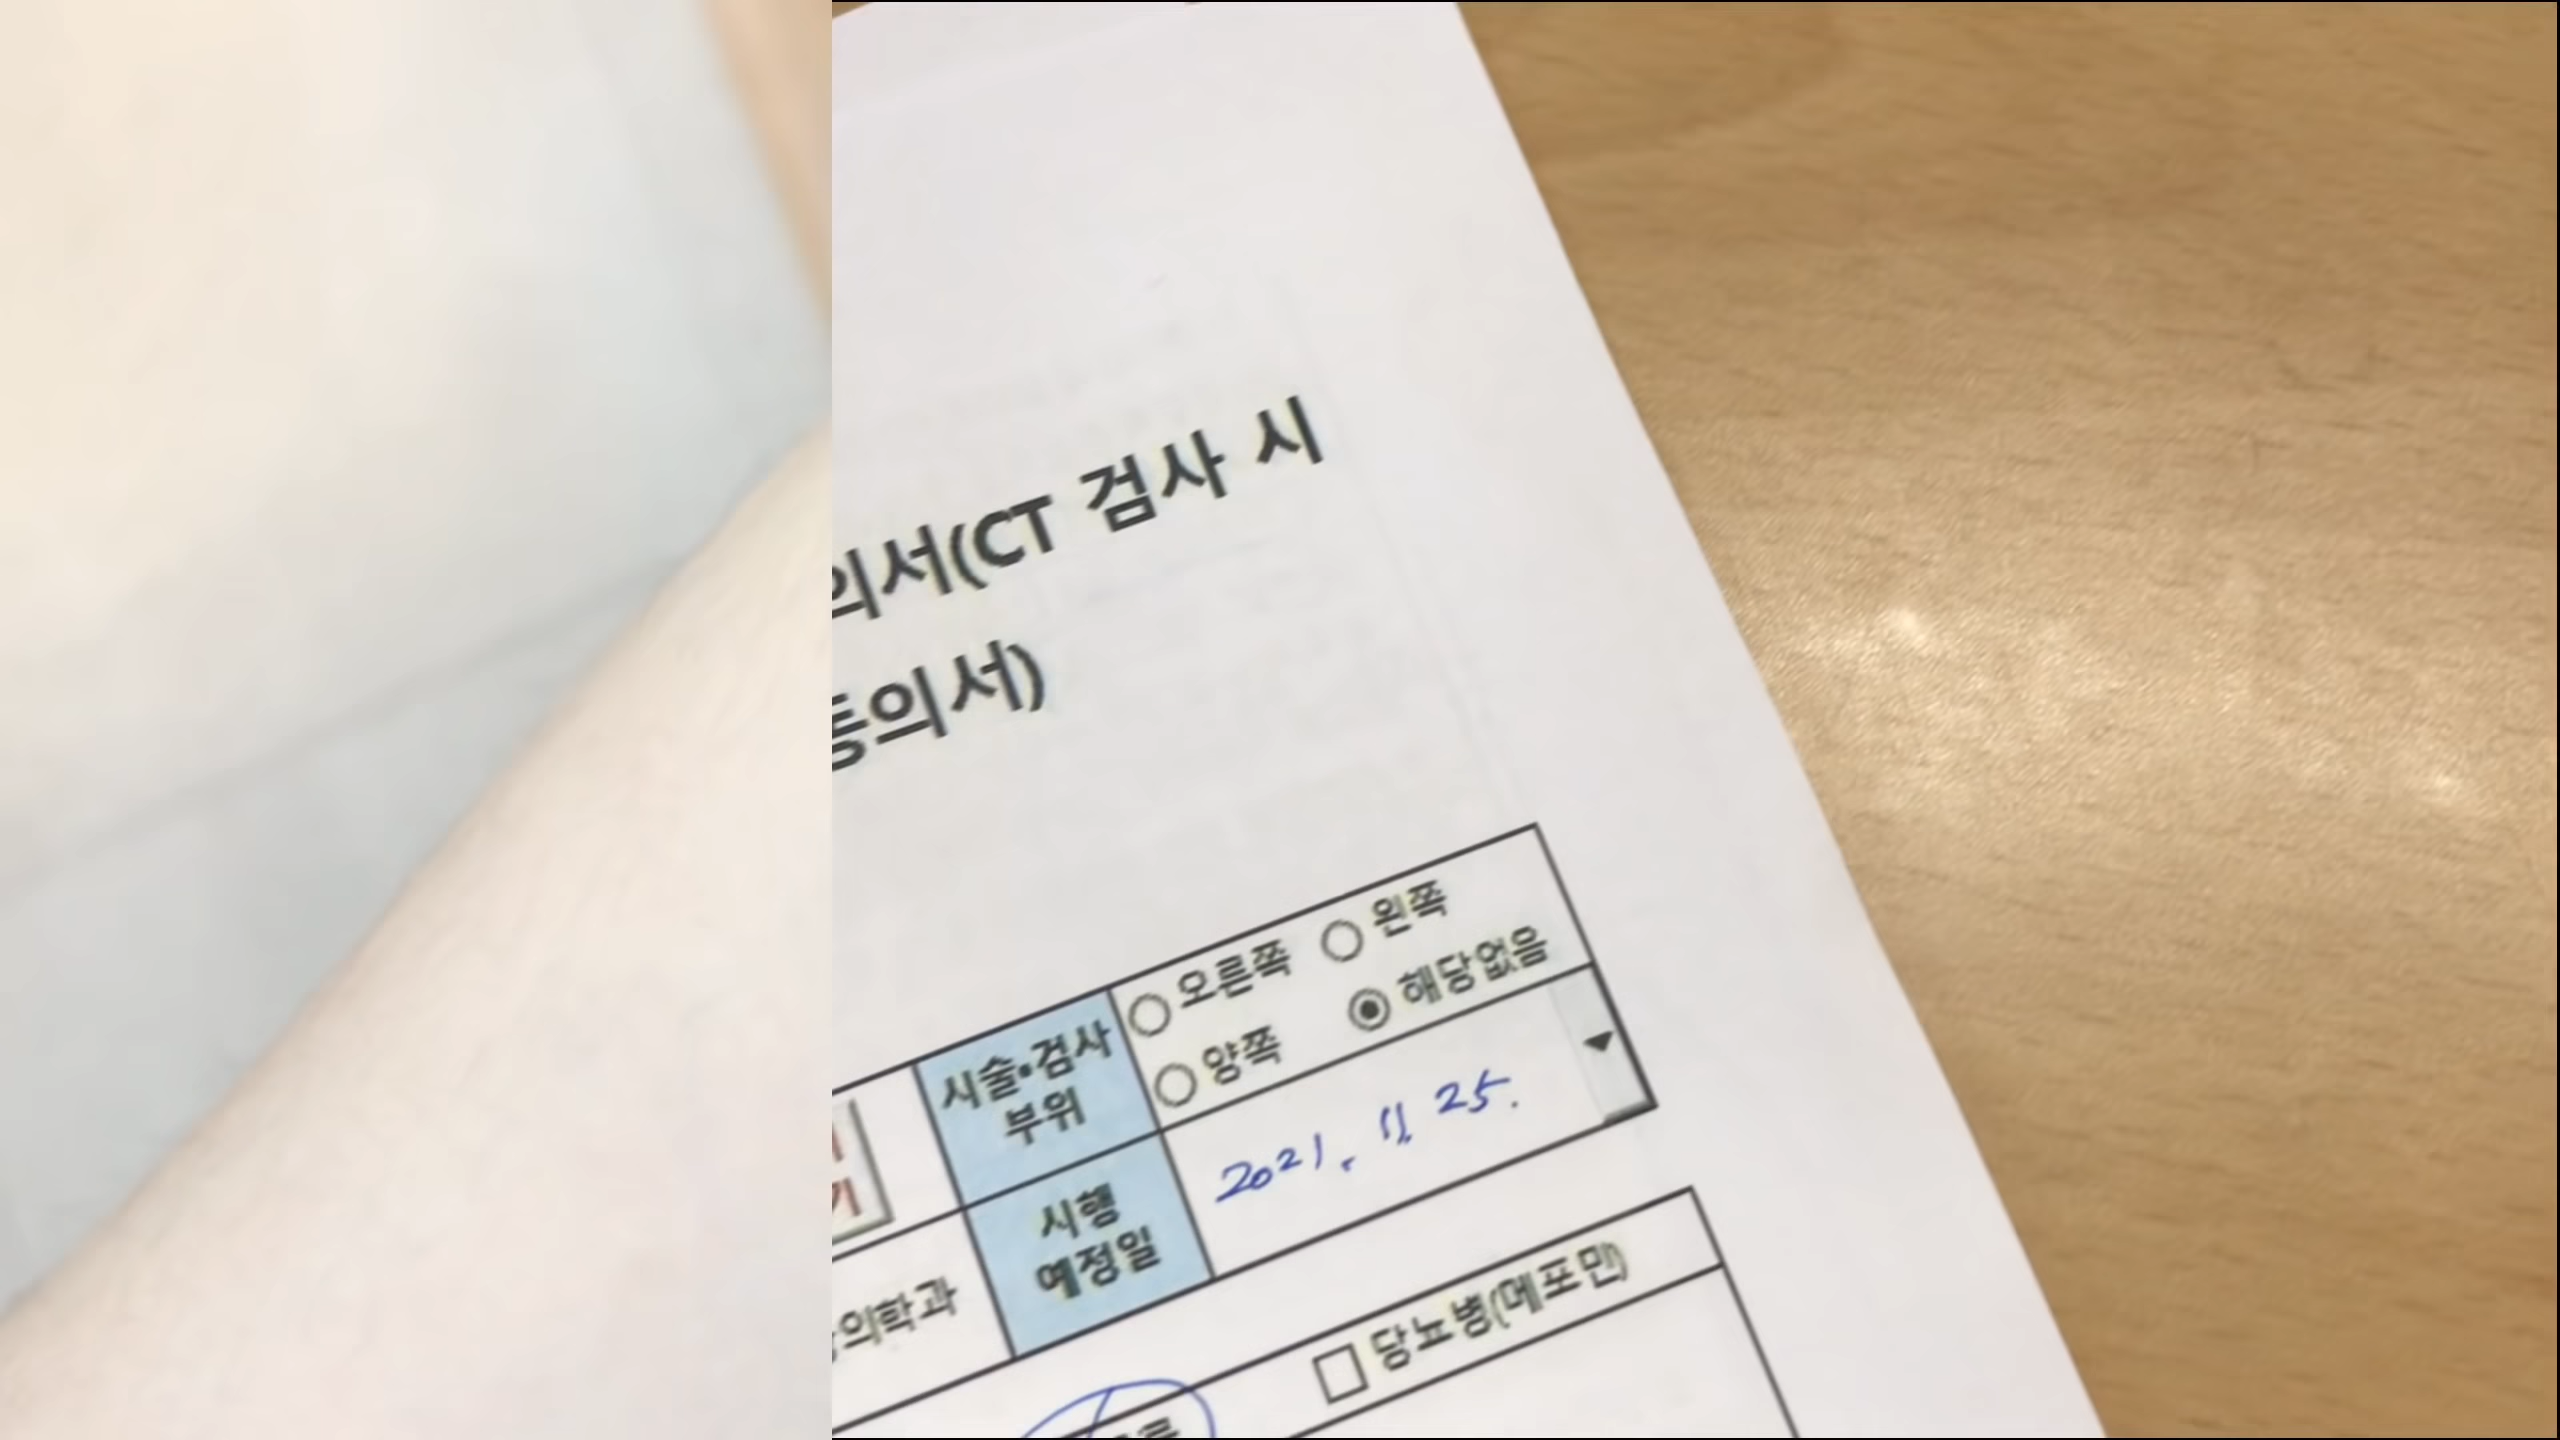 의서(CT 검사 시
동의서)
시술•검사
부위
오른쪽 왼쪽
양쪽 해당없음
시행
예정일
2021. 11. 25.
의학과
당뇨병(메포민)